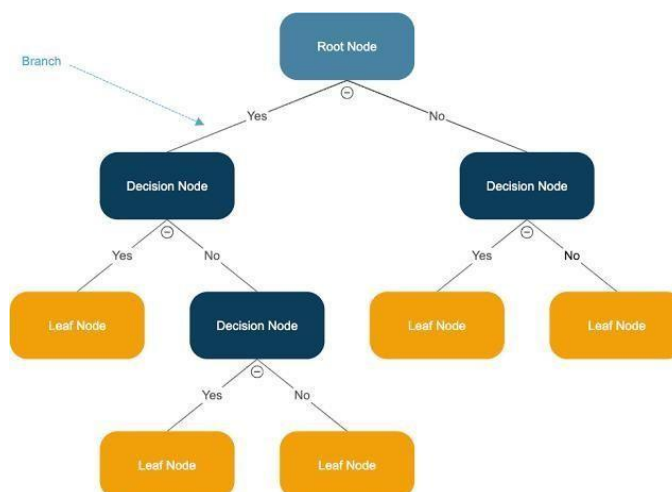 Root Node
Branch
Yes
No
Decision Node
Decision Node
Yes
No
Yes
No
Leaf Node
Decision Node
Leaf Node
Leaf Node
Yes
No
Leaf Node
Leaf Node